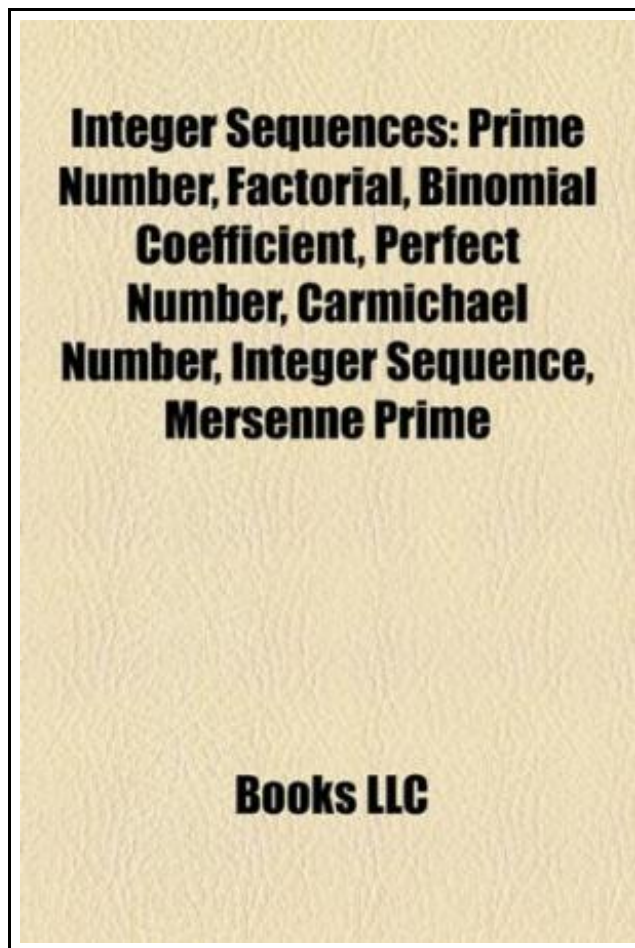 Integer Sequences: Prime
Number, Factorial, Binomial
Coefficient, Perfect
Number, Carmichael
Number, Integer Sequence,
Mersenne Prime
Books LLC